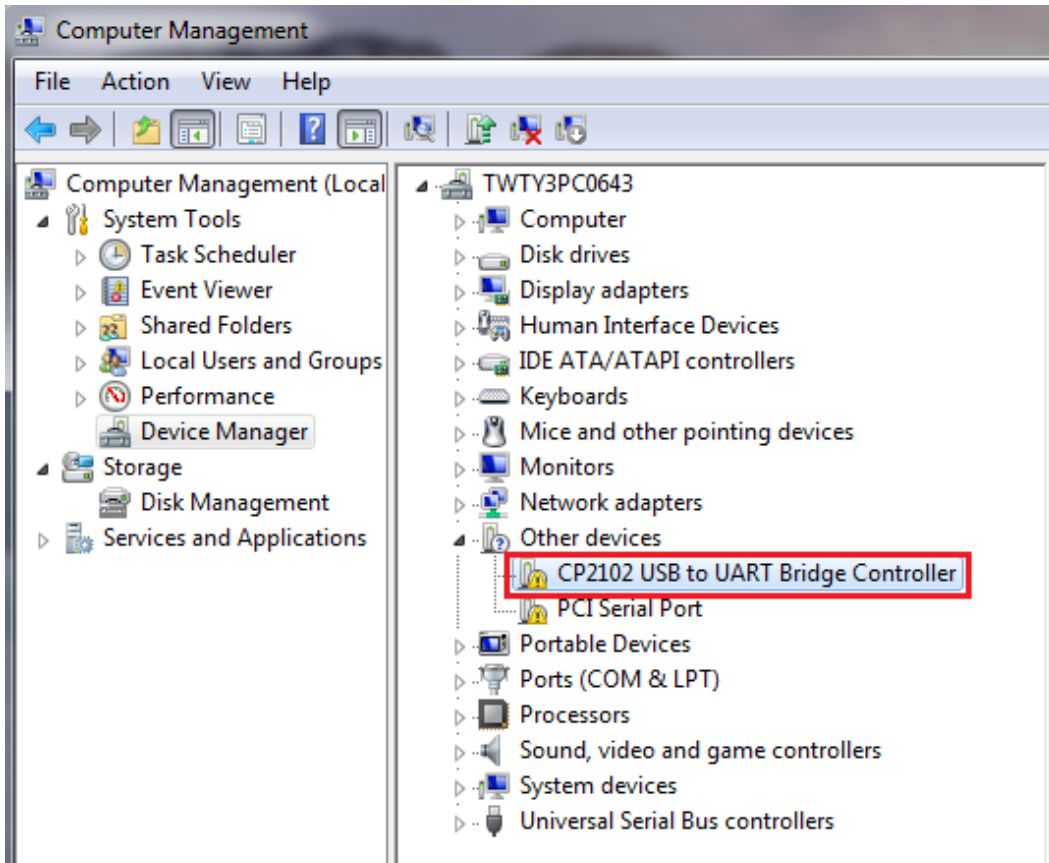 Computer Management
File Action View Help
Computer Management (Local
System Tools
Task Scheduler
Event Viewer
Shared Folders
Local Users and Groups
Performance
Device Manager
Storage
Disk Management
Services and Applications
TWTY3PC0643
Computer
Disk drives
Display adapters
Human Interface Devices
IDE ATA/ATAPI controllers
Keyboards
Mice and other pointing devices
Monitors
Network adapters
Other devices
CP2102 USB to UART Bridge Controller
PCI Serial Port
Portable Devices
Ports (COM & LPT)
Processors
Sound, video and game controllers
System devices
Universal Serial Bus controllers